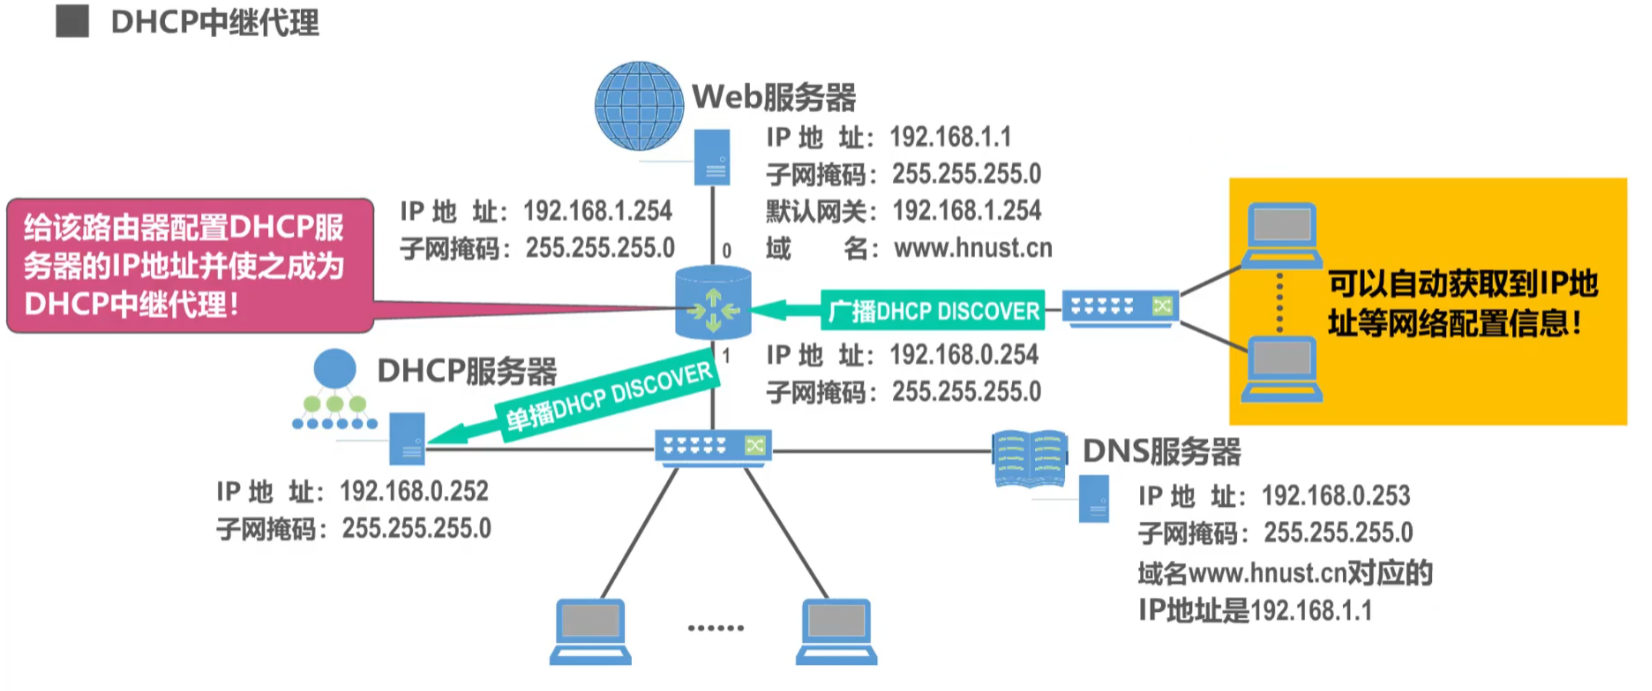 DHCP中继代理
Web服务器
IP 地 址：192.168.1.1
子网掩码：255.255.255.0
默认网关：192.168.1.254
域 名：www.hnust.cn
IP 地 址：192.168.1.254
子网掩码：255.255.255.0
0
给该路由器配置DHCP服
务器的IP地址并使之成为
DHCP中继代理！
广播DHCP DISCOVER
可以自动获取到IP地
址等网络配置信息！
1
IP 地 址：192.168.0.254
子网掩码：255.255.255.0
DHCP服务器
单播DHCP DISCOVER
IP 地 址：192.168.0.252
子网掩码：255.255.255.0
DNS服务器
IP 地 址：192.168.0.253
子网掩码：255.255.255.0
域名www.hnust.cn对应的
IP地址是192.168.1.1
......